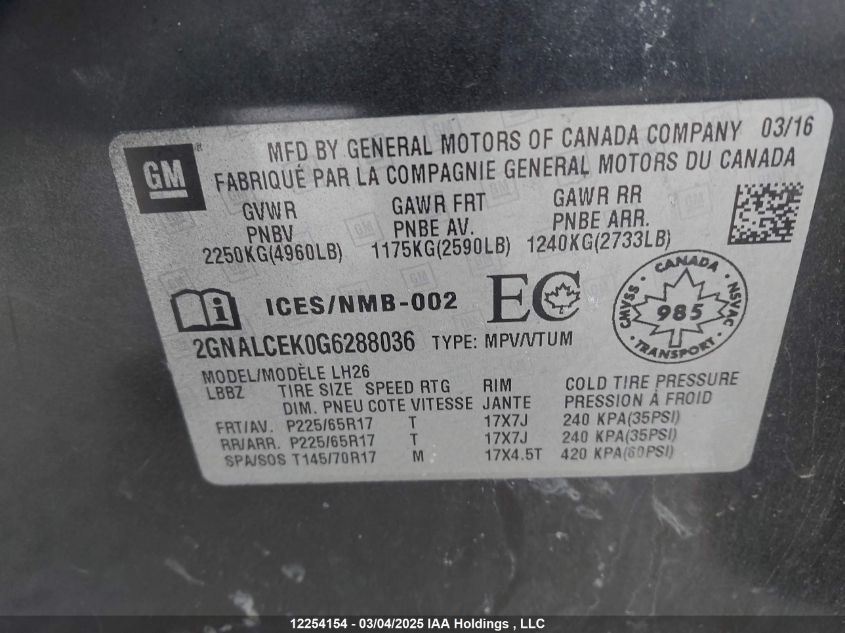 GM
MFD BY GENERAL MOTORS OF CANADA COMPANY 03/16
FABRIQUÉ PAR LA COMPAGNIE GENERAL MOTORS DU CANADA
GVWR GAWR FRT GAWR RR
PNBV PNBE AV. PNBE ARR.
2250KG(4960LB) 1175KG(2590LB) 1240KG(2733LB)
i ICES/NMB-002 EC
CANADA CMVSS 985 NSVAC TRANSPORT
2GNALCEK0G6288036 TYPE: MPV/VTUM
MODEL/MODÈLE LH26
LBBZ TIRE SIZE SPEED RTG RIM COLD TIRE PRESSURE
DIM. PNEU COTE VITESSE JANTE PRESSION À FROID
FRT/AV. P225/65R17 T 17X7J 240 KPA(35PSI)
RR/ARR. P225/65R17 T 17X7J 240 KPA(35PSI)
SPA/SOS T145/70R17 M 17X4.5T 420 KPA(60PSI)
12254154 - 03/04/2025 IAA Holdings , LLC